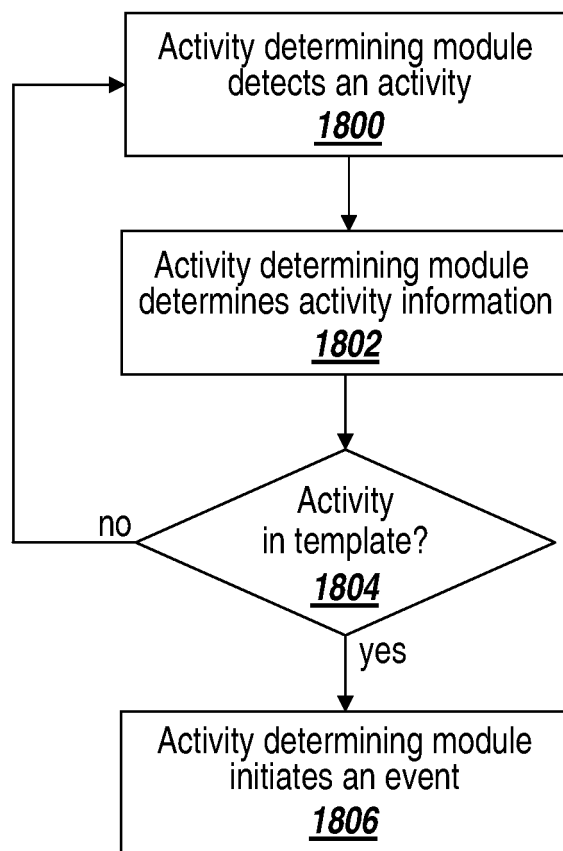 Activity determining module
detects an activity
1800
Activity determining module
determines activity information
1802
Activity
in template?
1804
no
yes
Activity determining module
initiates an event
1806